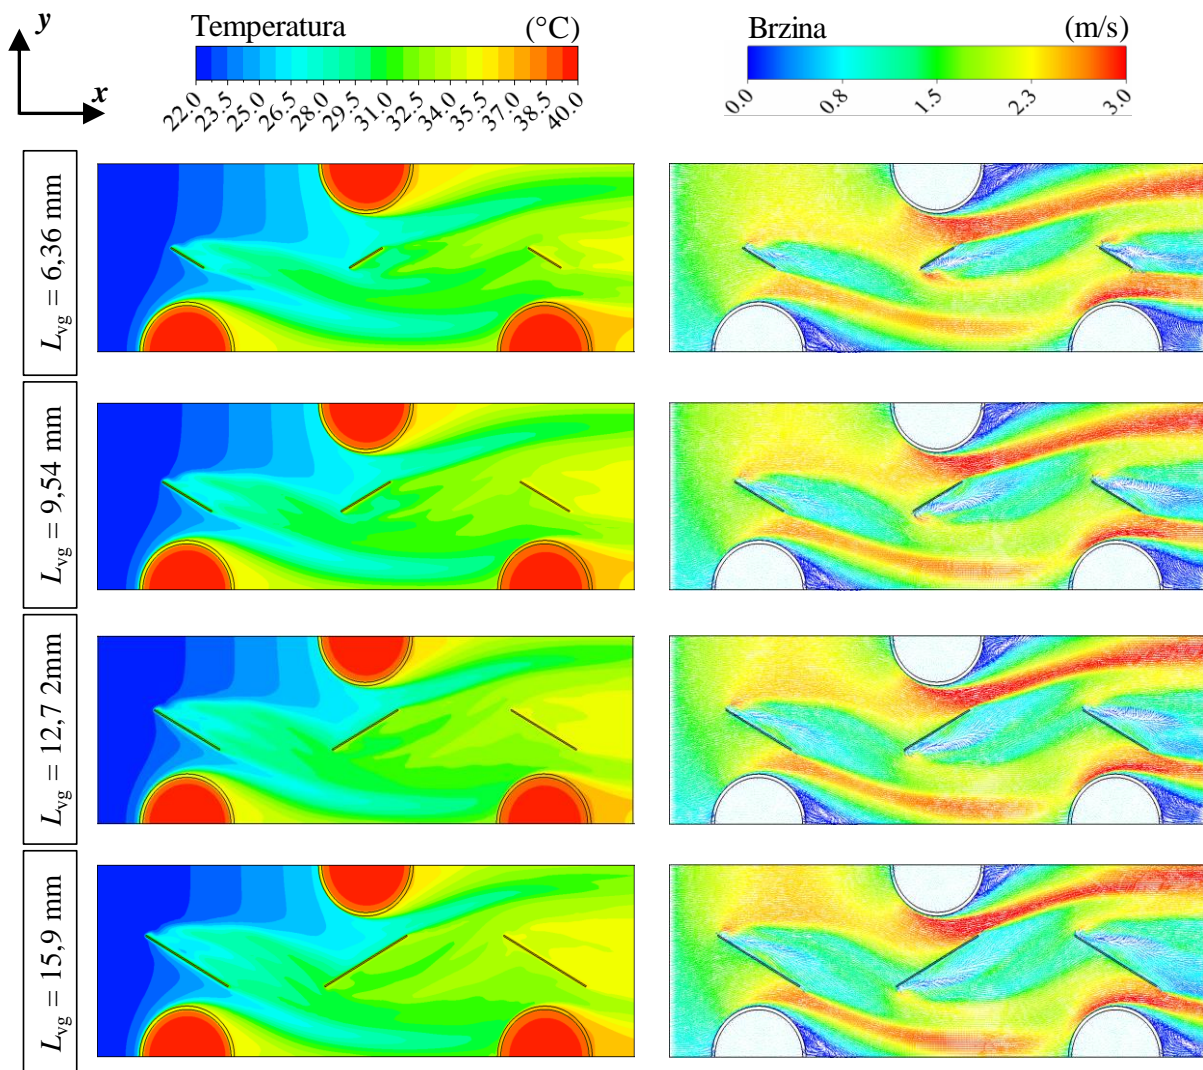 y
x
Temperatura (°C)
22.0 23.5 25.0 26.5 28.0 29.5 31.0 32.5 34.0 35.5 37.0 38.5 40.0
Brzina (m/s)
0.0 0.8 1.5 2.3 3.0
Lvg = 6,36 mm
Lvg = 9,54 mm
Lvg = 12,7 2mm
Lvg = 15,9 mm